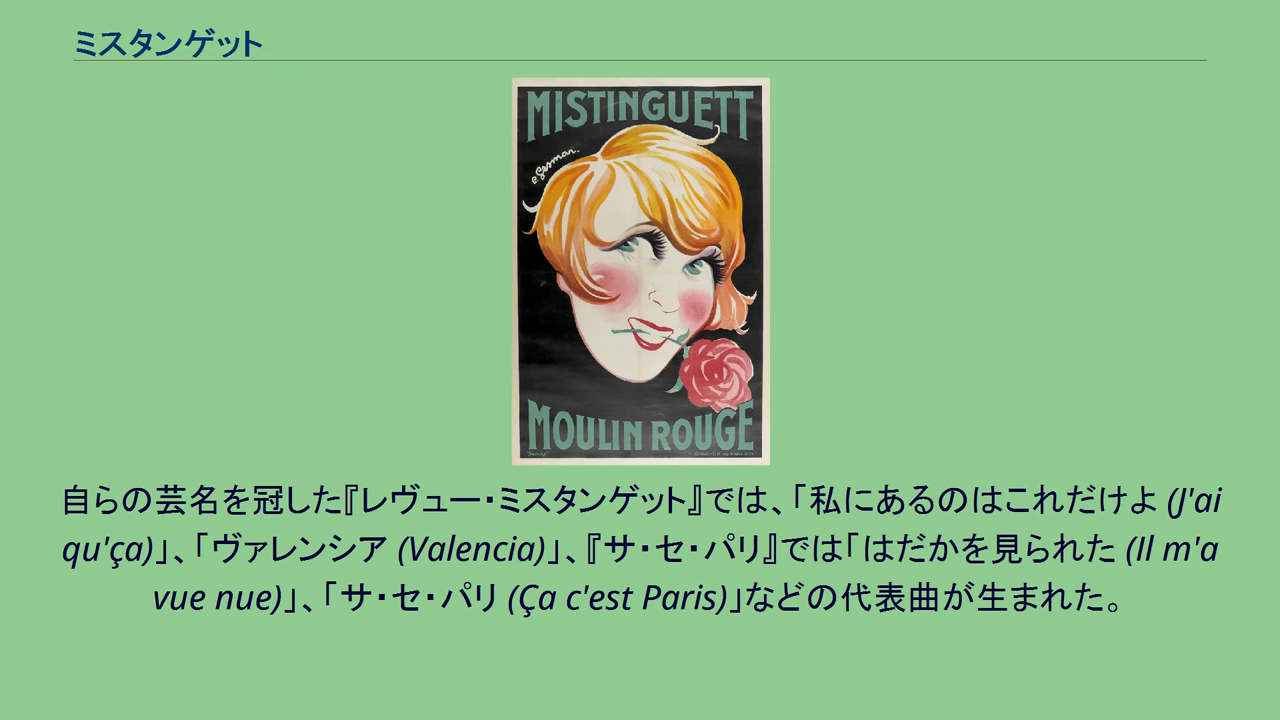 ミスタンゲット
MISTINGUETT
C. Gesmar.
MOULIN ROUGE
自らの芸名を冠した『レヴュー・ミスタンゲット』では、「私にあるのはこれだけよ (J'ai
qu'ça)」、「ヴァレンシア (Valencia)」、『サ・セ・パリ』では「はだかを見られた (Il m'a
vue nue)」、「サ・セ・パリ (Ça c'est Paris)」などの代表曲が生まれた。